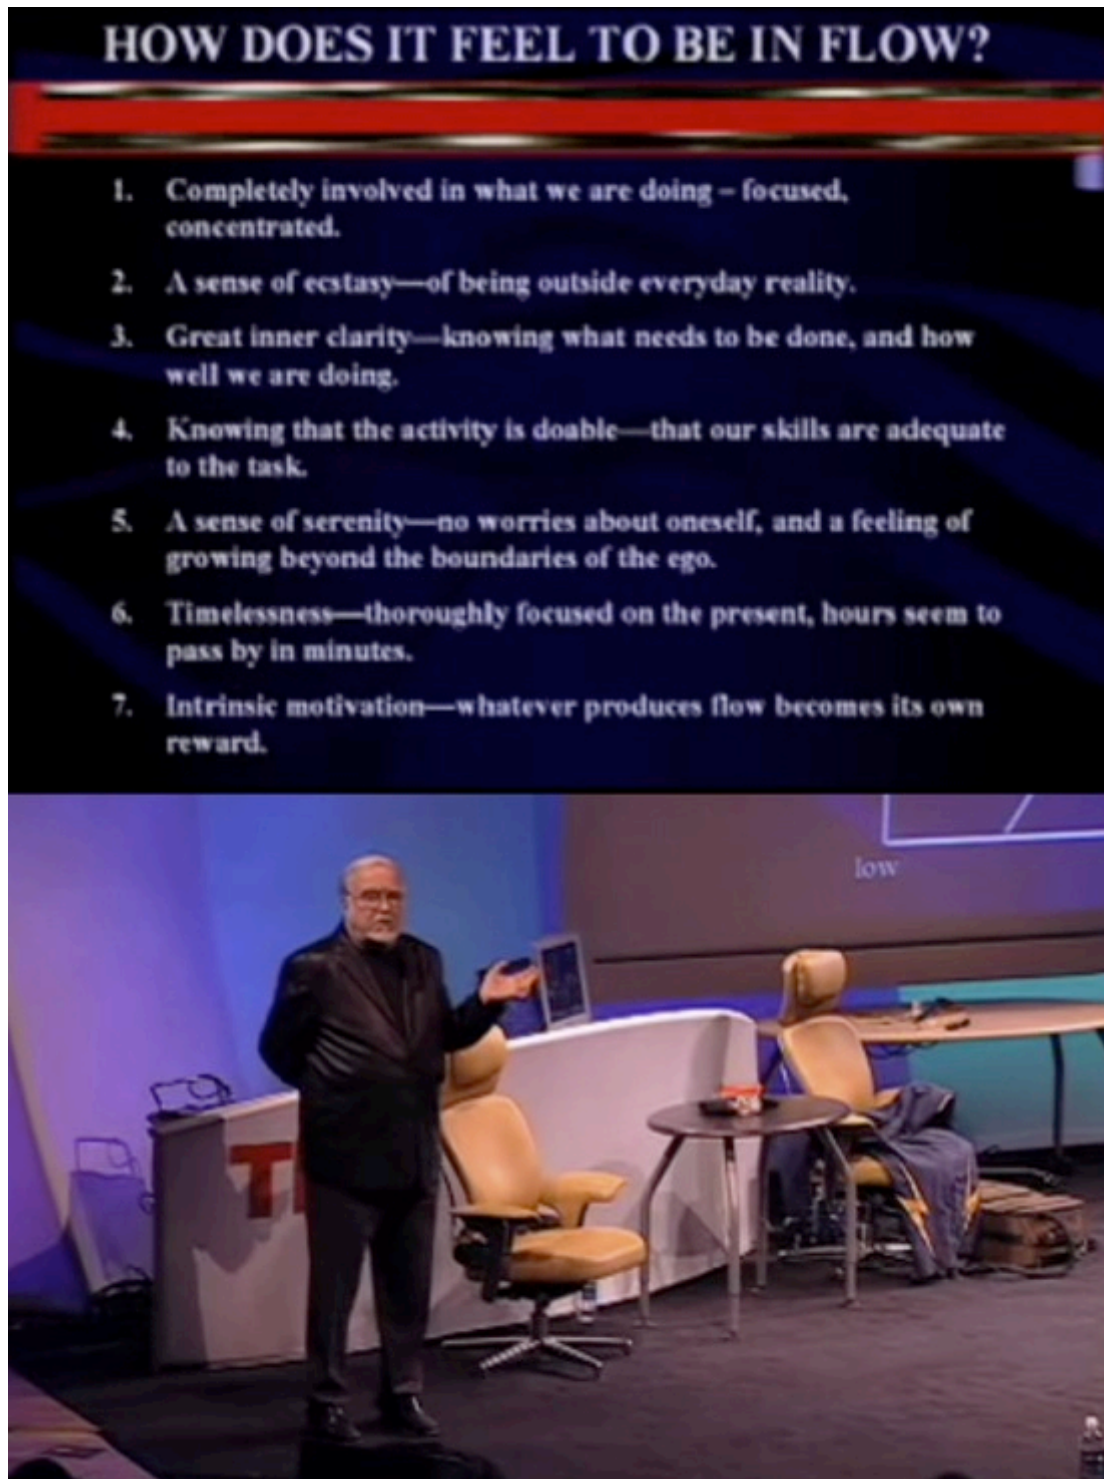 HOW DOES IT FEEL TO BE IN FLOW?
1. Completely involved in what we are doing – focused,
concentrated.
2. A sense of ecstasy—of being outside everyday reality.
3. Great inner clarity—knowing what needs to be done, and how
well we are doing.
4. Knowing that the activity is doable—that our skills are adequate
to the task.
5. A sense of serenity—no worries about oneself, and a feeling of
growing beyond the boundaries of the ego.
6. Timelessness—thoroughly focused on the present, hours seem to
pass by in minutes.
7. Intrinsic motivation—whatever produces flow becomes its own
reward.
low
T